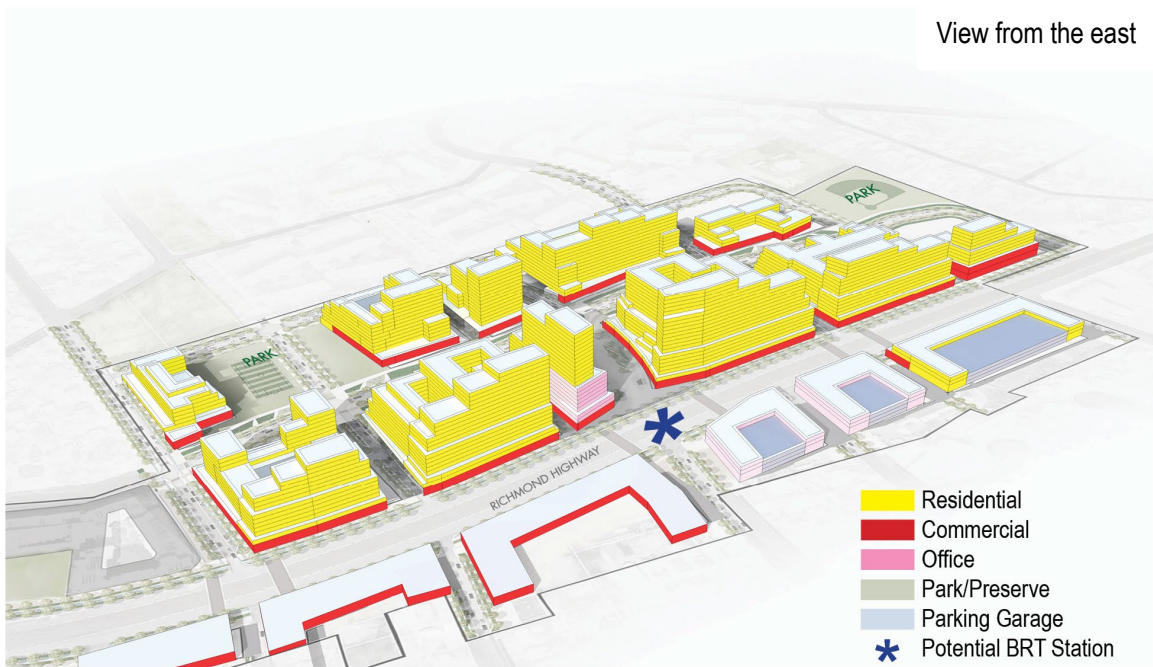 View from the east
PARK
PARK
RICHMOND HIGHWAY
Residential
Commercial
Office
Park/Preserve
Parking Garage
Potential BRT Station